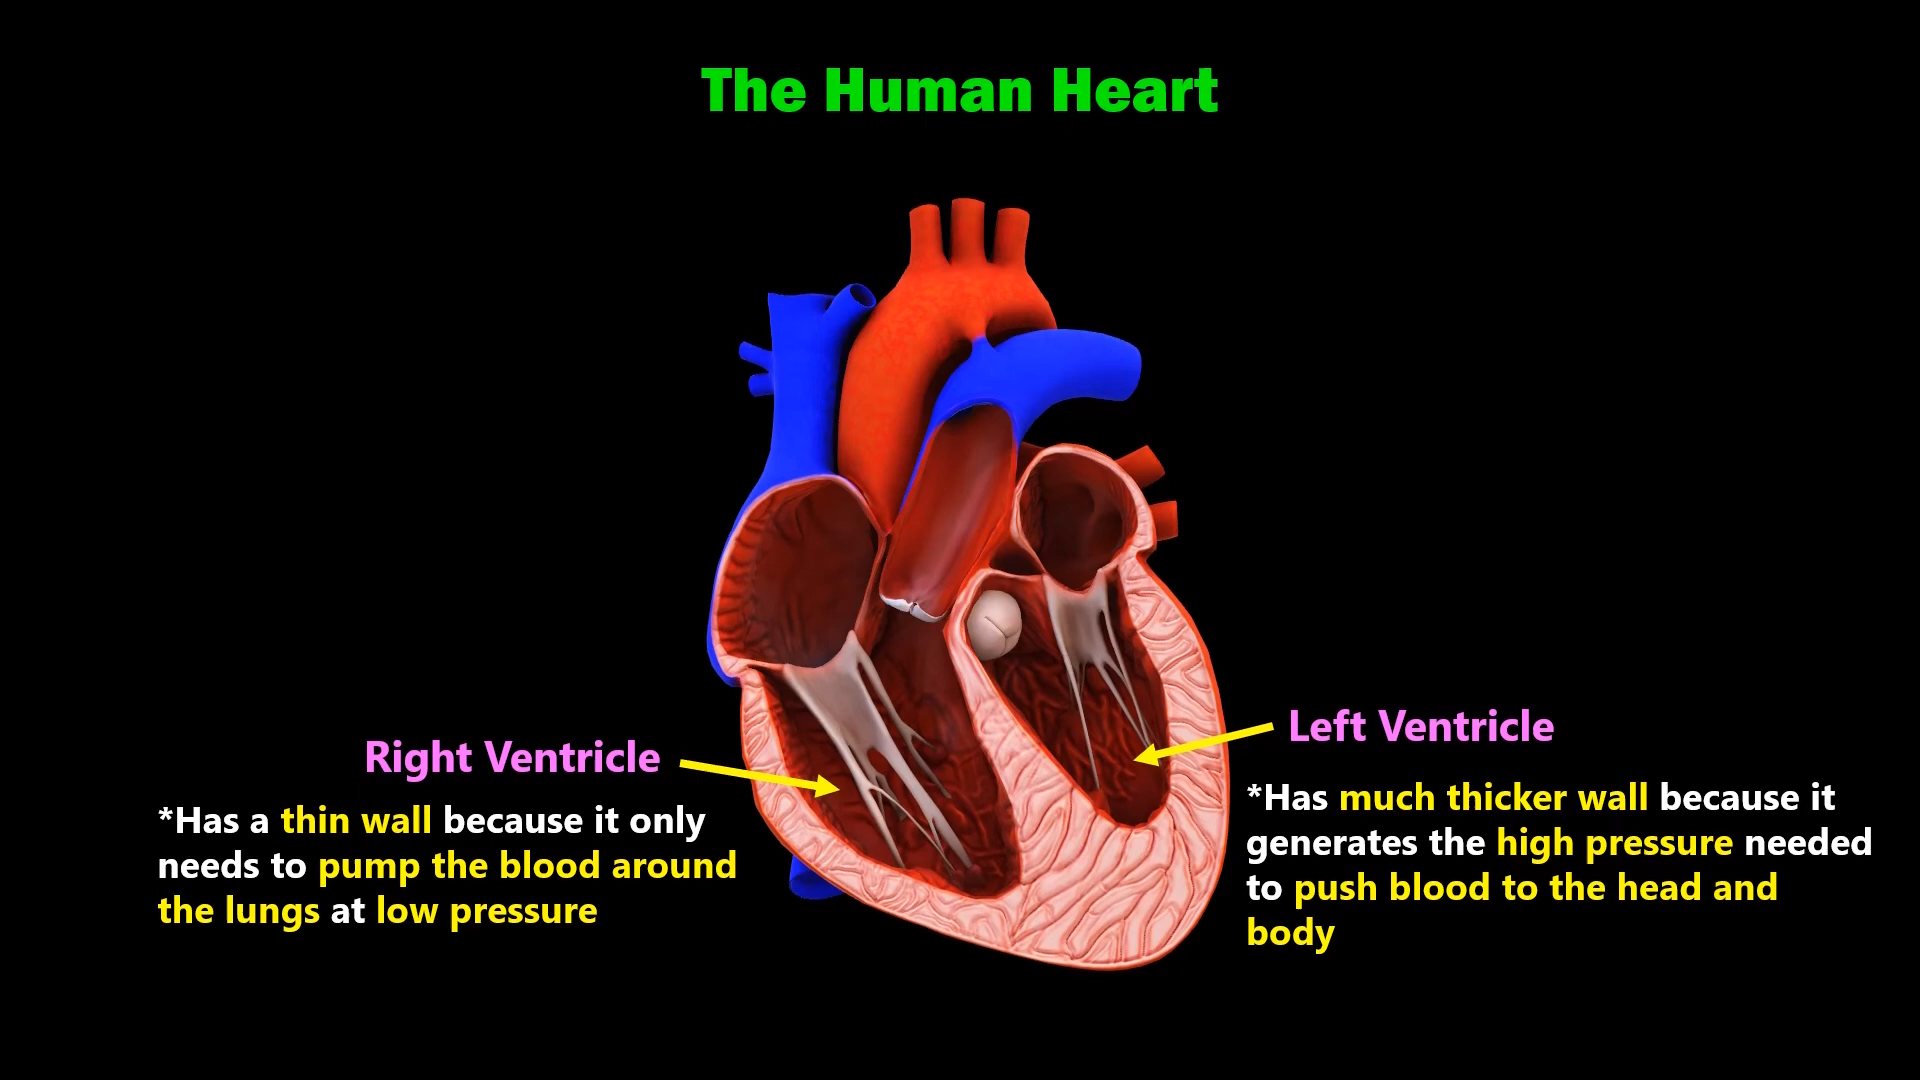 The Human Heart
Right Ventricle
*Has a thin wall because it only
needs to pump the blood around
the lungs at low pressure
Left Ventricle
*Has much thicker wall because it
generates the high pressure needed
to push blood to the head and
body